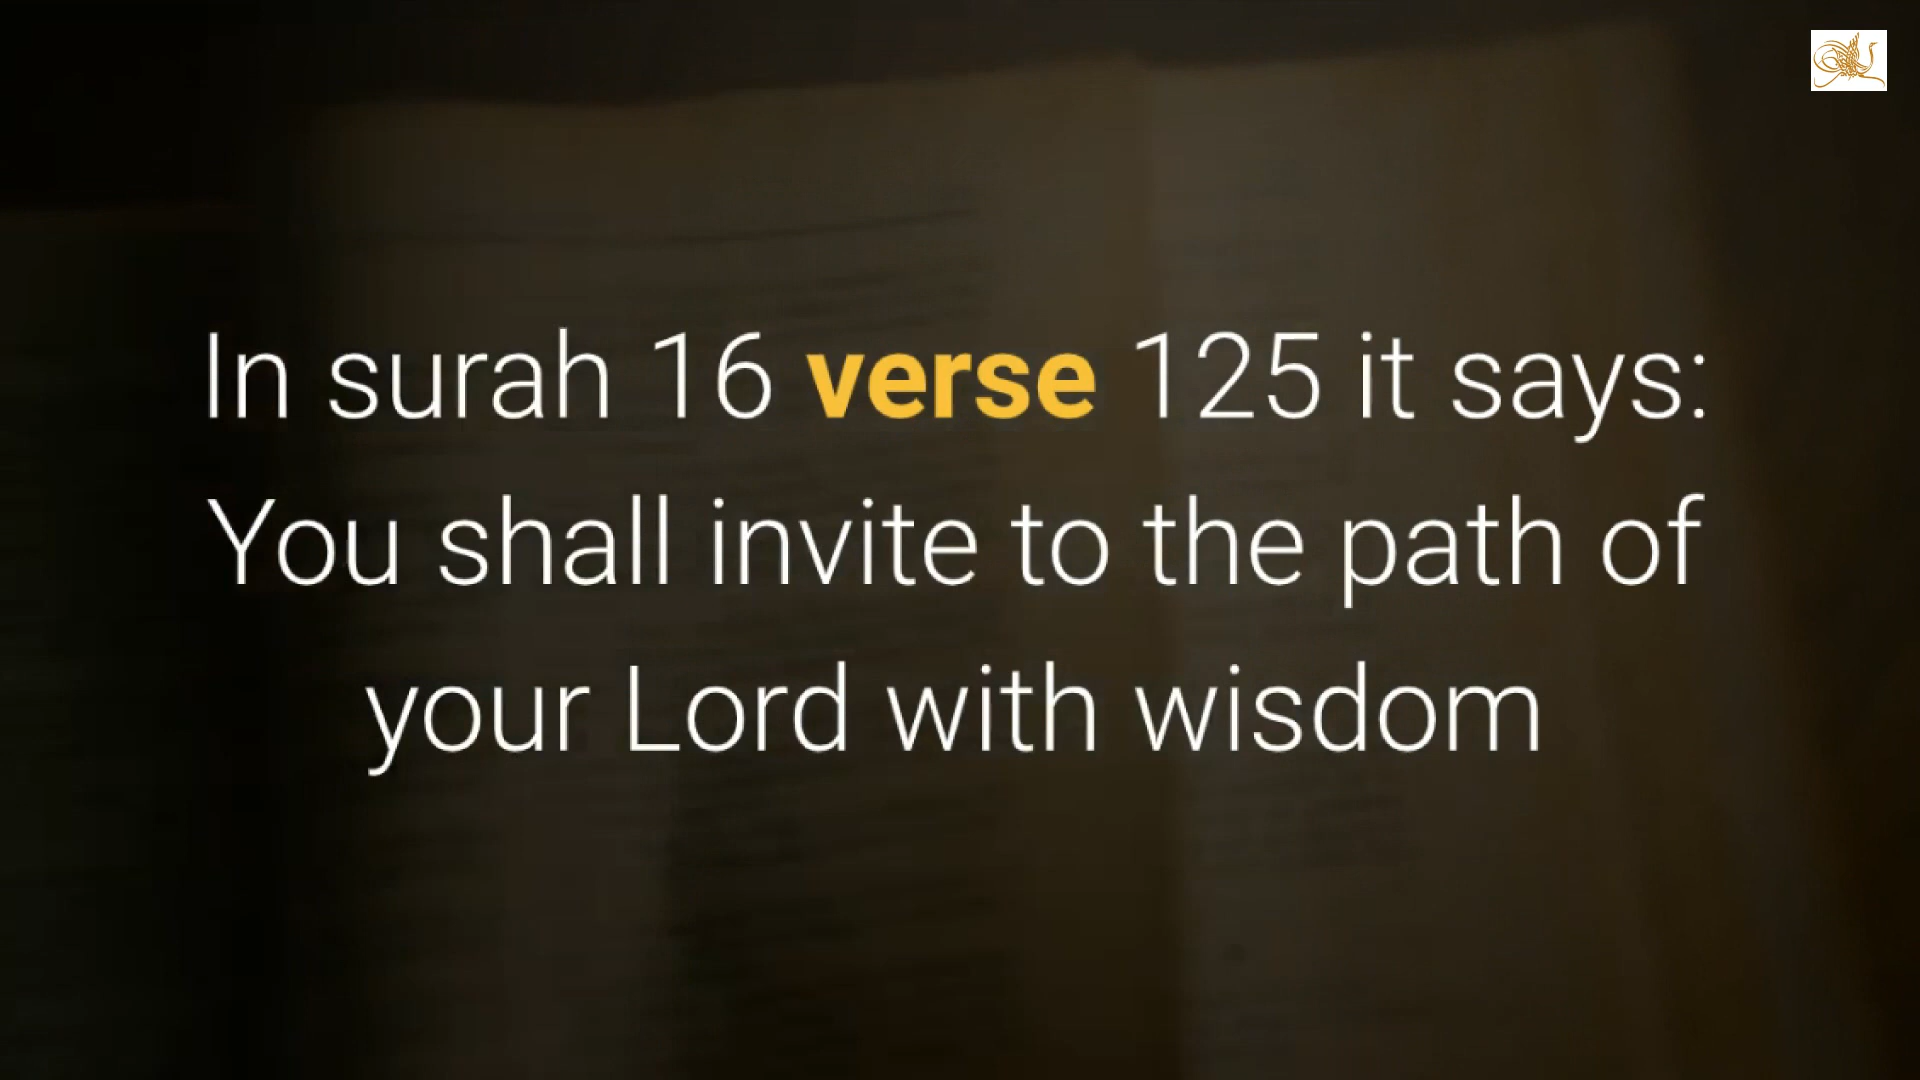 In surah 16 verse 125 it says:
You shall invite to the path of
your Lord with wisdom